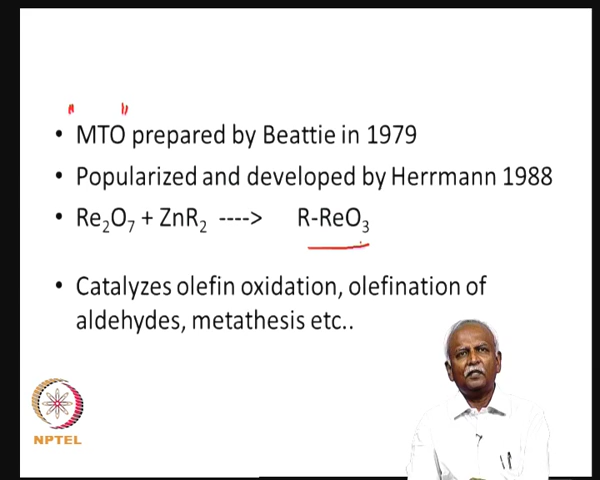 • MTO prepared by Beattie in 1979
• Popularized and developed by Herrmann 1988
• Re₂O₇ + ZnR₂ ----> R-ReO₃
• Catalyzes olefin oxidation, olefination of
aldehydes, metathesis etc..
NPTEL